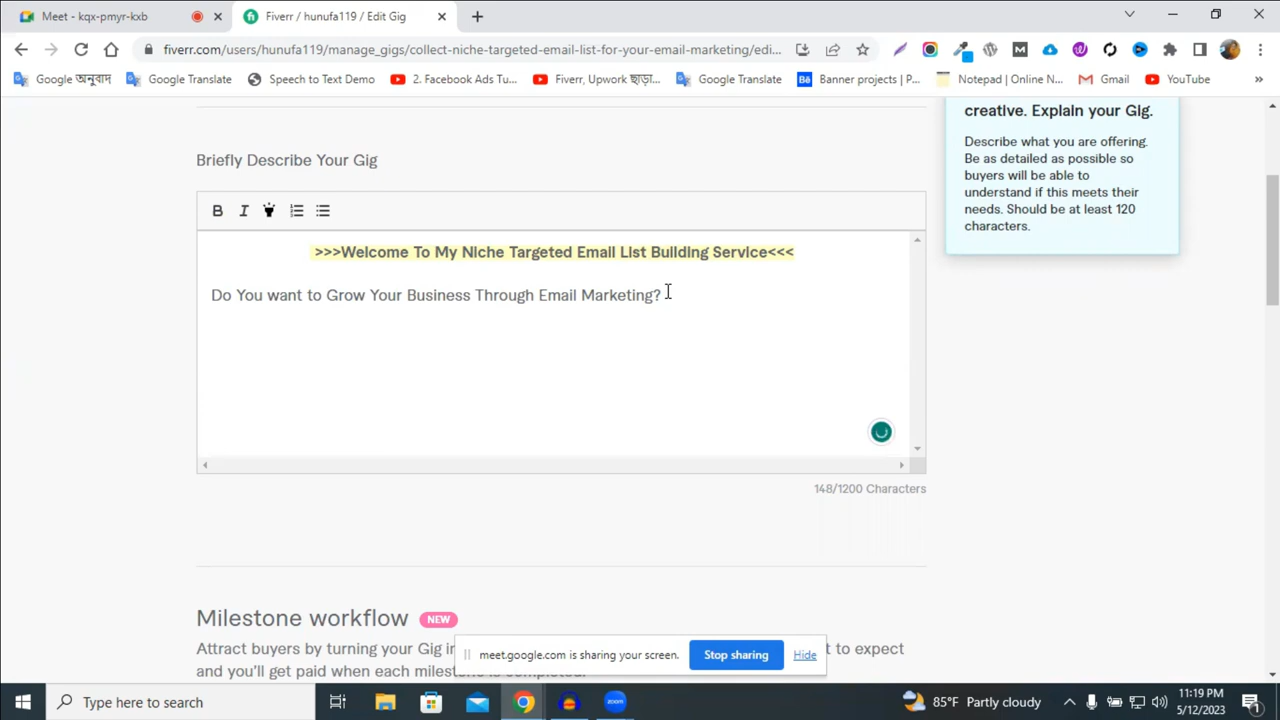 Meet - kqx-pmyr-kxb
Fiverr / hunufa119 / Edit Gig
fiverr.com/users/hunufa119/manage_gigs/collect-niche-targeted-email-list-for-your-email-marketing/edi...
Google অনুবাদ
Google Translate
Speech to Text Demo
2. Facebook Ads Tu...
Fiverr, Upwork ছাড়া...
Google Translate
Banner projects | P...
Notepad | Online N...
Gmail
YouTube
»
creative. Explain your Gig.
Describe what you are offering.
Be as detailed as possible so
buyers will be able to
understand if this meets their
needs. Should be at least 120
characters.
Briefly Describe Your Gig
B I
>>>Welcome To My Niche Targeted Email List Building Service<<<
Do You want to Grow Your Business Through Email Marketing?
148/1200 Characters
Milestone workflow NEW
Attract buyers by turning your Gig in
t to expect
and you'll get paid when each milestone is completed.
meet.google.com is sharing your screen.
Stop sharing
Hide
Type here to search
zoom
85°F Partly cloudy
11:19 PM
5/12/2023
1